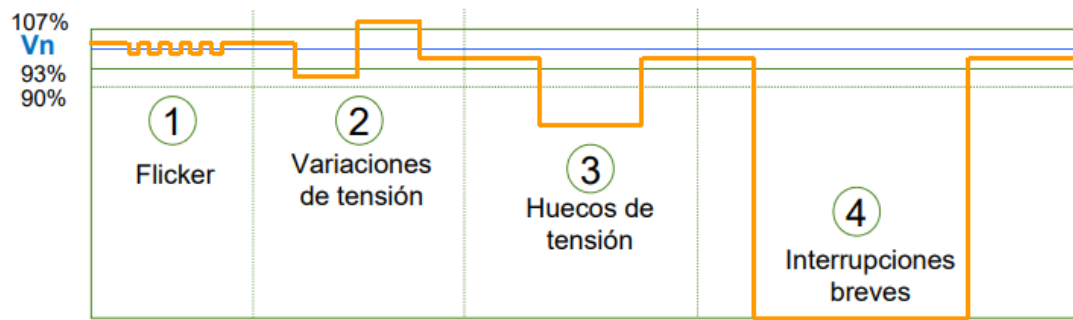 107%
Vn
93%
90%
1
Flicker
2
Variaciones
de tensión
3
Huecos de
tensión
4
Interrupciones
breves